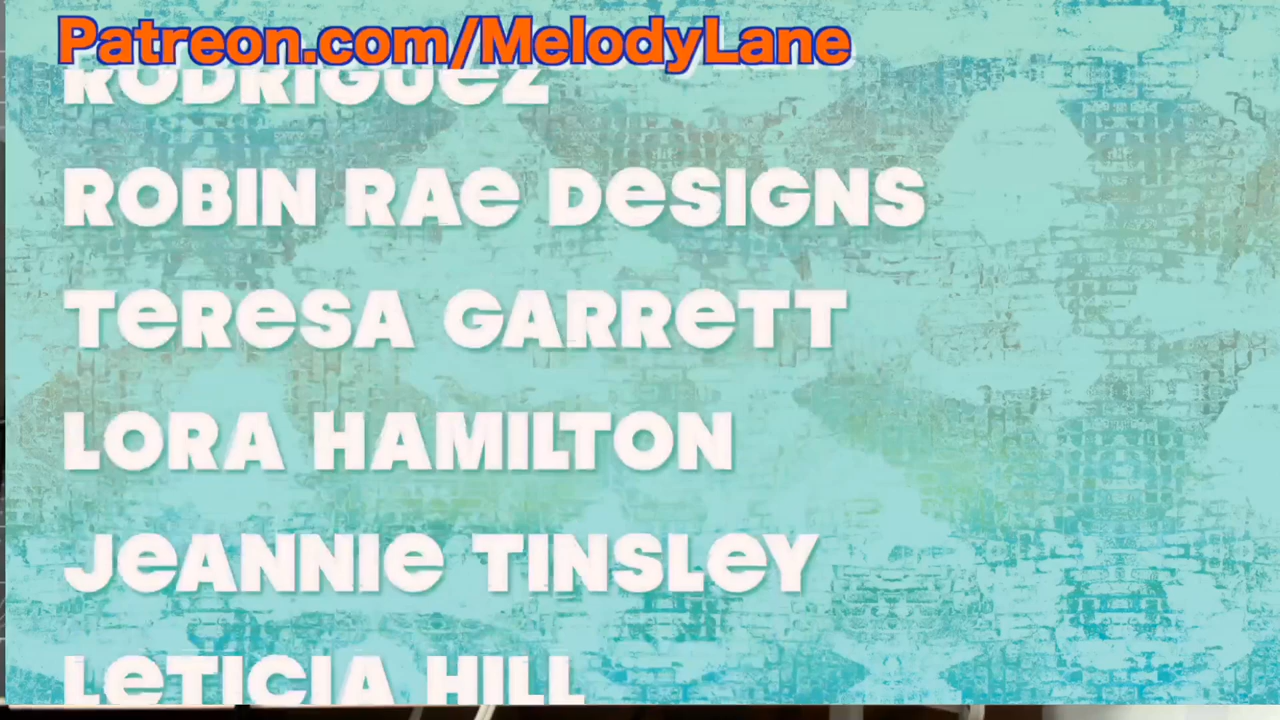 Patreon.com/MelodyLane
RODRIGUeZ
ROBIN RAe DeSIGNS
TeReSA GARReTT
LORA HAMILTON
JeANNIe TINSLeY
LeTICIA HILL